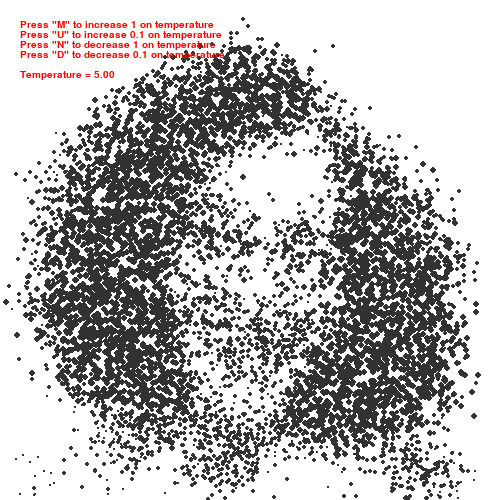 Press "M" to increase 1 on temperature
Press "U" to increase 0.1 on temperature
Press "N" to decrease 1 on temperature
Press "D" to decrease 0.1 on temperature
Temperature = 5.00